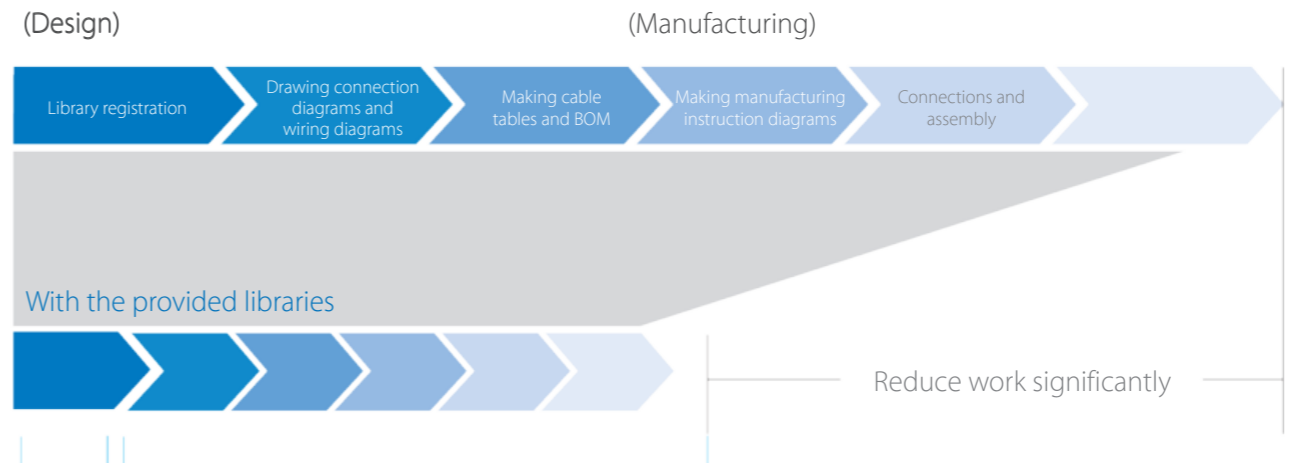 (Design)
(Manufacturing)
Library registration
Drawing connection
diagrams and
wiring diagrams
Making cable
tables and BOM
Making manufacturing
instruction diagrams
Connections and
assembly
With the provided libraries
Reduce work significantly